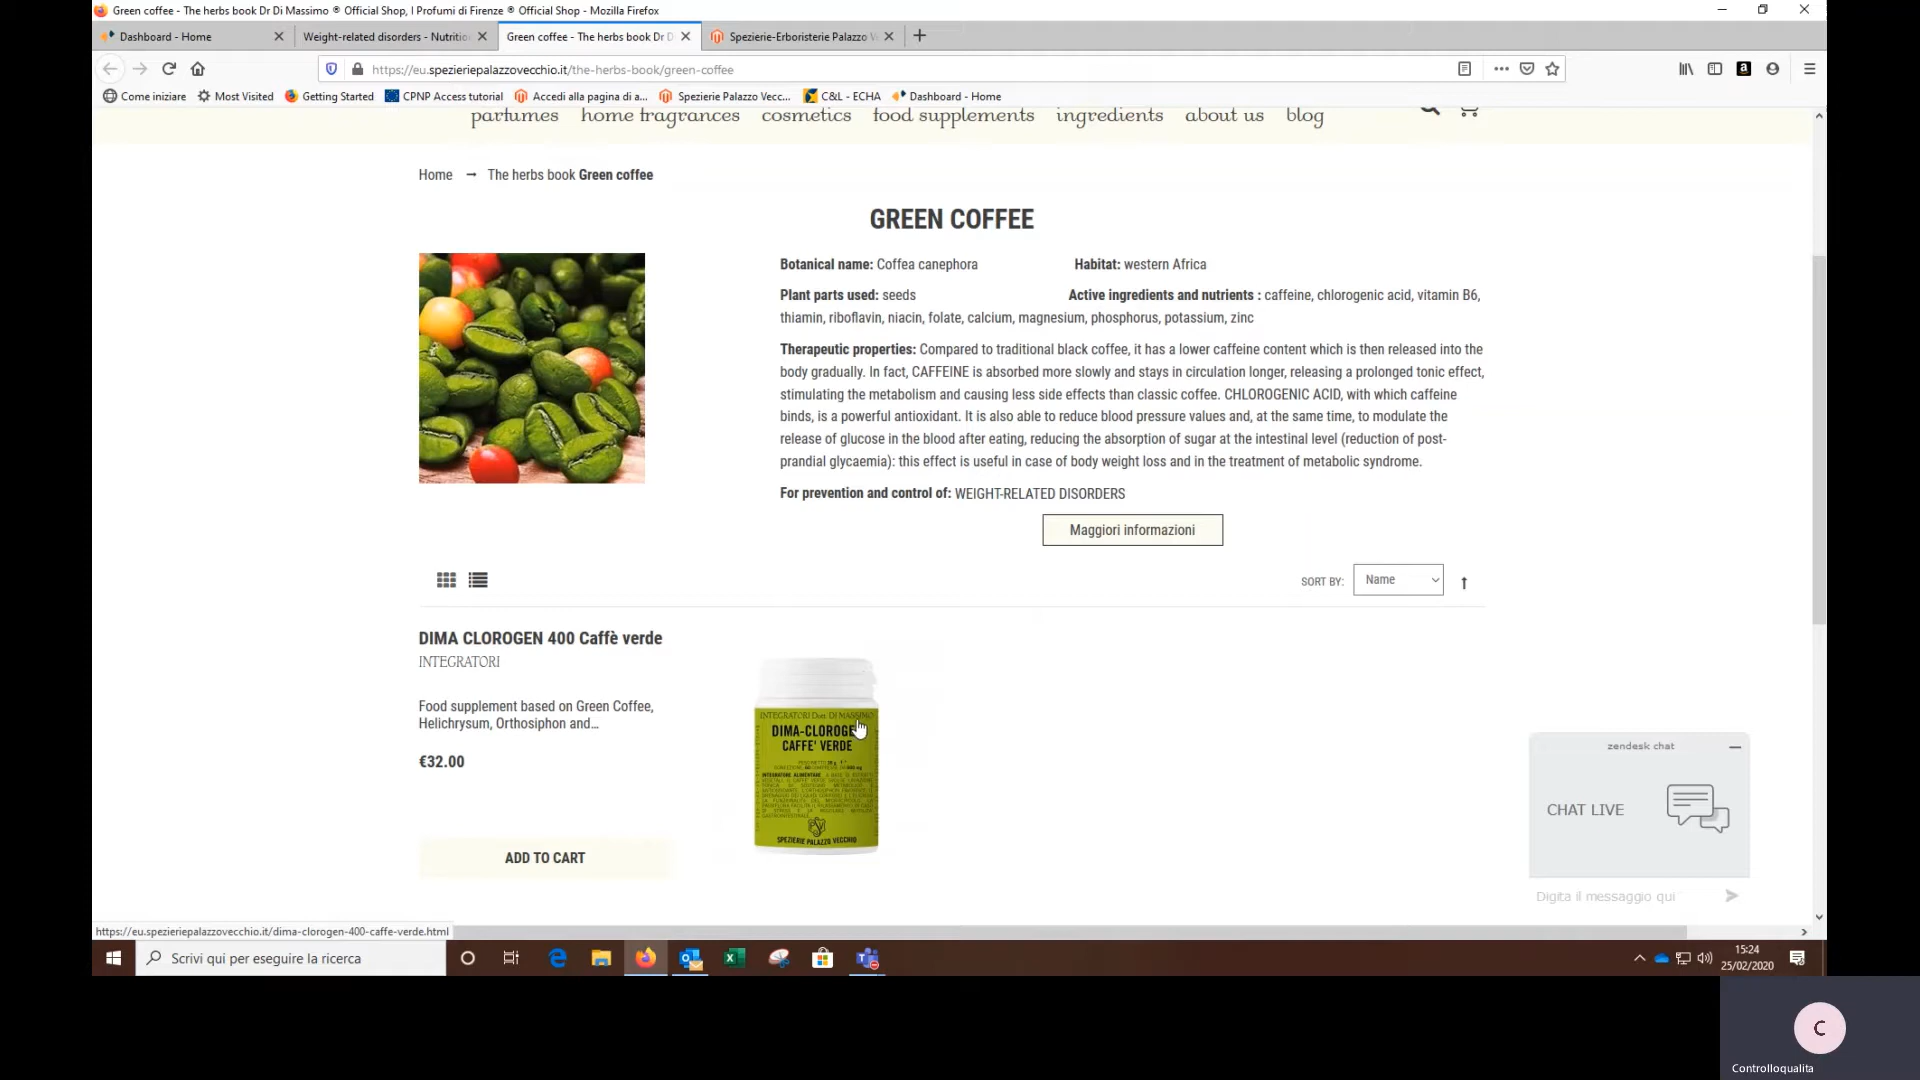 Green coffee - The herbs book Dr Di Massimo ® Official Shop, I Profumi di Firenze ® Official Shop - Mozilla Firefox
Dashboard - Home
Weight-related disorders - Nutritio
Green coffee - The herbs book Dr D
Spezierie-Erboristerie Palazzo V
https://eu.spezieriepalazzovecchio.it/the-herbs-book/green-coffee
Come iniziare
Most Visited
Getting Started
CPNP Access tutorial
Accedi alla pagina di a...
Spezierie Palazzo Vecc...
C&L - ECHA
Dashboard - Home
parfumes home fragrances cosmetics food supplements ingredients about us blog
Home → The herbs book Green coffee
GREEN COFFEE
Botanical name: Coffea canephora
Habitat: western Africa
Plant parts used: seeds
Active ingredients and nutrients : caffeine, chlorogenic acid, vitamin B6,
thiamin, riboflavin, niacin, folate, calcium, magnesium, phosphorus, potassium, zinc
Therapeutic properties: Compared to traditional black coffee, it has a lower caffeine content which is then released into the
body gradually. In fact, CAFFEINE is absorbed more slowly and stays in circulation longer, releasing a prolonged tonic effect,
stimulating the metabolism and causing less side effects than classic coffee. CHLOROGENIC ACID, with which caffeine
binds, is a powerful antioxidant. It is also able to reduce blood pressure values and, at the same time, to modulate the
release of glucose in the blood after eating, reducing the absorption of sugar at the intestinal level (reduction of post-
prandial glycaemia): this effect is useful in case of body weight loss and in the treatment of metabolic syndrome.
For prevention and control of: WEIGHT-RELATED DISORDERS
Maggiori informazioni
SORT BY: Name
DIMA CLOROGEN 400 Caffè verde
INTEGRATORI
Food supplement based on Green Coffee,
Helichrysum, Orthosiphon and...
€32.00
ADD TO CART
INTEGRATORI Dott. DI MASSIMO
DIMA-CLOROGE
CAFFE' VERDE
SPEZIERIE PALAZZO VECCHIO
zendesk chat
CHAT LIVE
Digita il messaggio qui
https://eu.spezieriepalazzovecchio.it/dima-clorogen-400-caffe-verde.html
Scrivi qui per eseguire la ricerca
15:24
25/02/2020
C
Controlloqualita